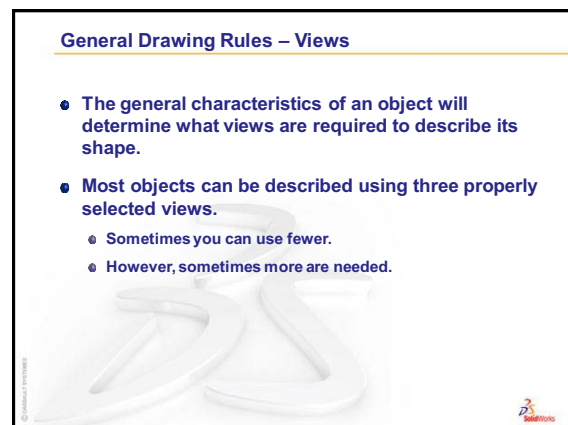 General Drawing Rules – Views
The general characteristics of an object will
determine what views are required to describe its
shape.
Most objects can be described using three properly
selected views.
Sometimes you can use fewer.
However, sometimes more are needed.
© DASSAULT SYSTEMES
SolidWorks